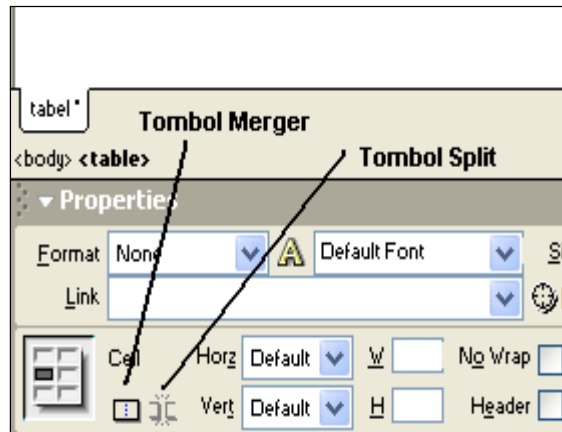 tabel*
Tombol Merger
<body> <table>
Tombol Split
Properties
Format None A Default Font
Link
Cell Horz Default W No Wrap
Vert Default H Header